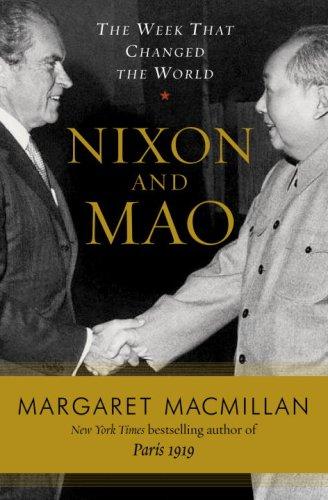 THE WEEK THAT
CHANGED
THE WORLD
NIXON
AND
MAO
MARGARET MACMILLAN
New York Times bestselling author of
Paris 1919